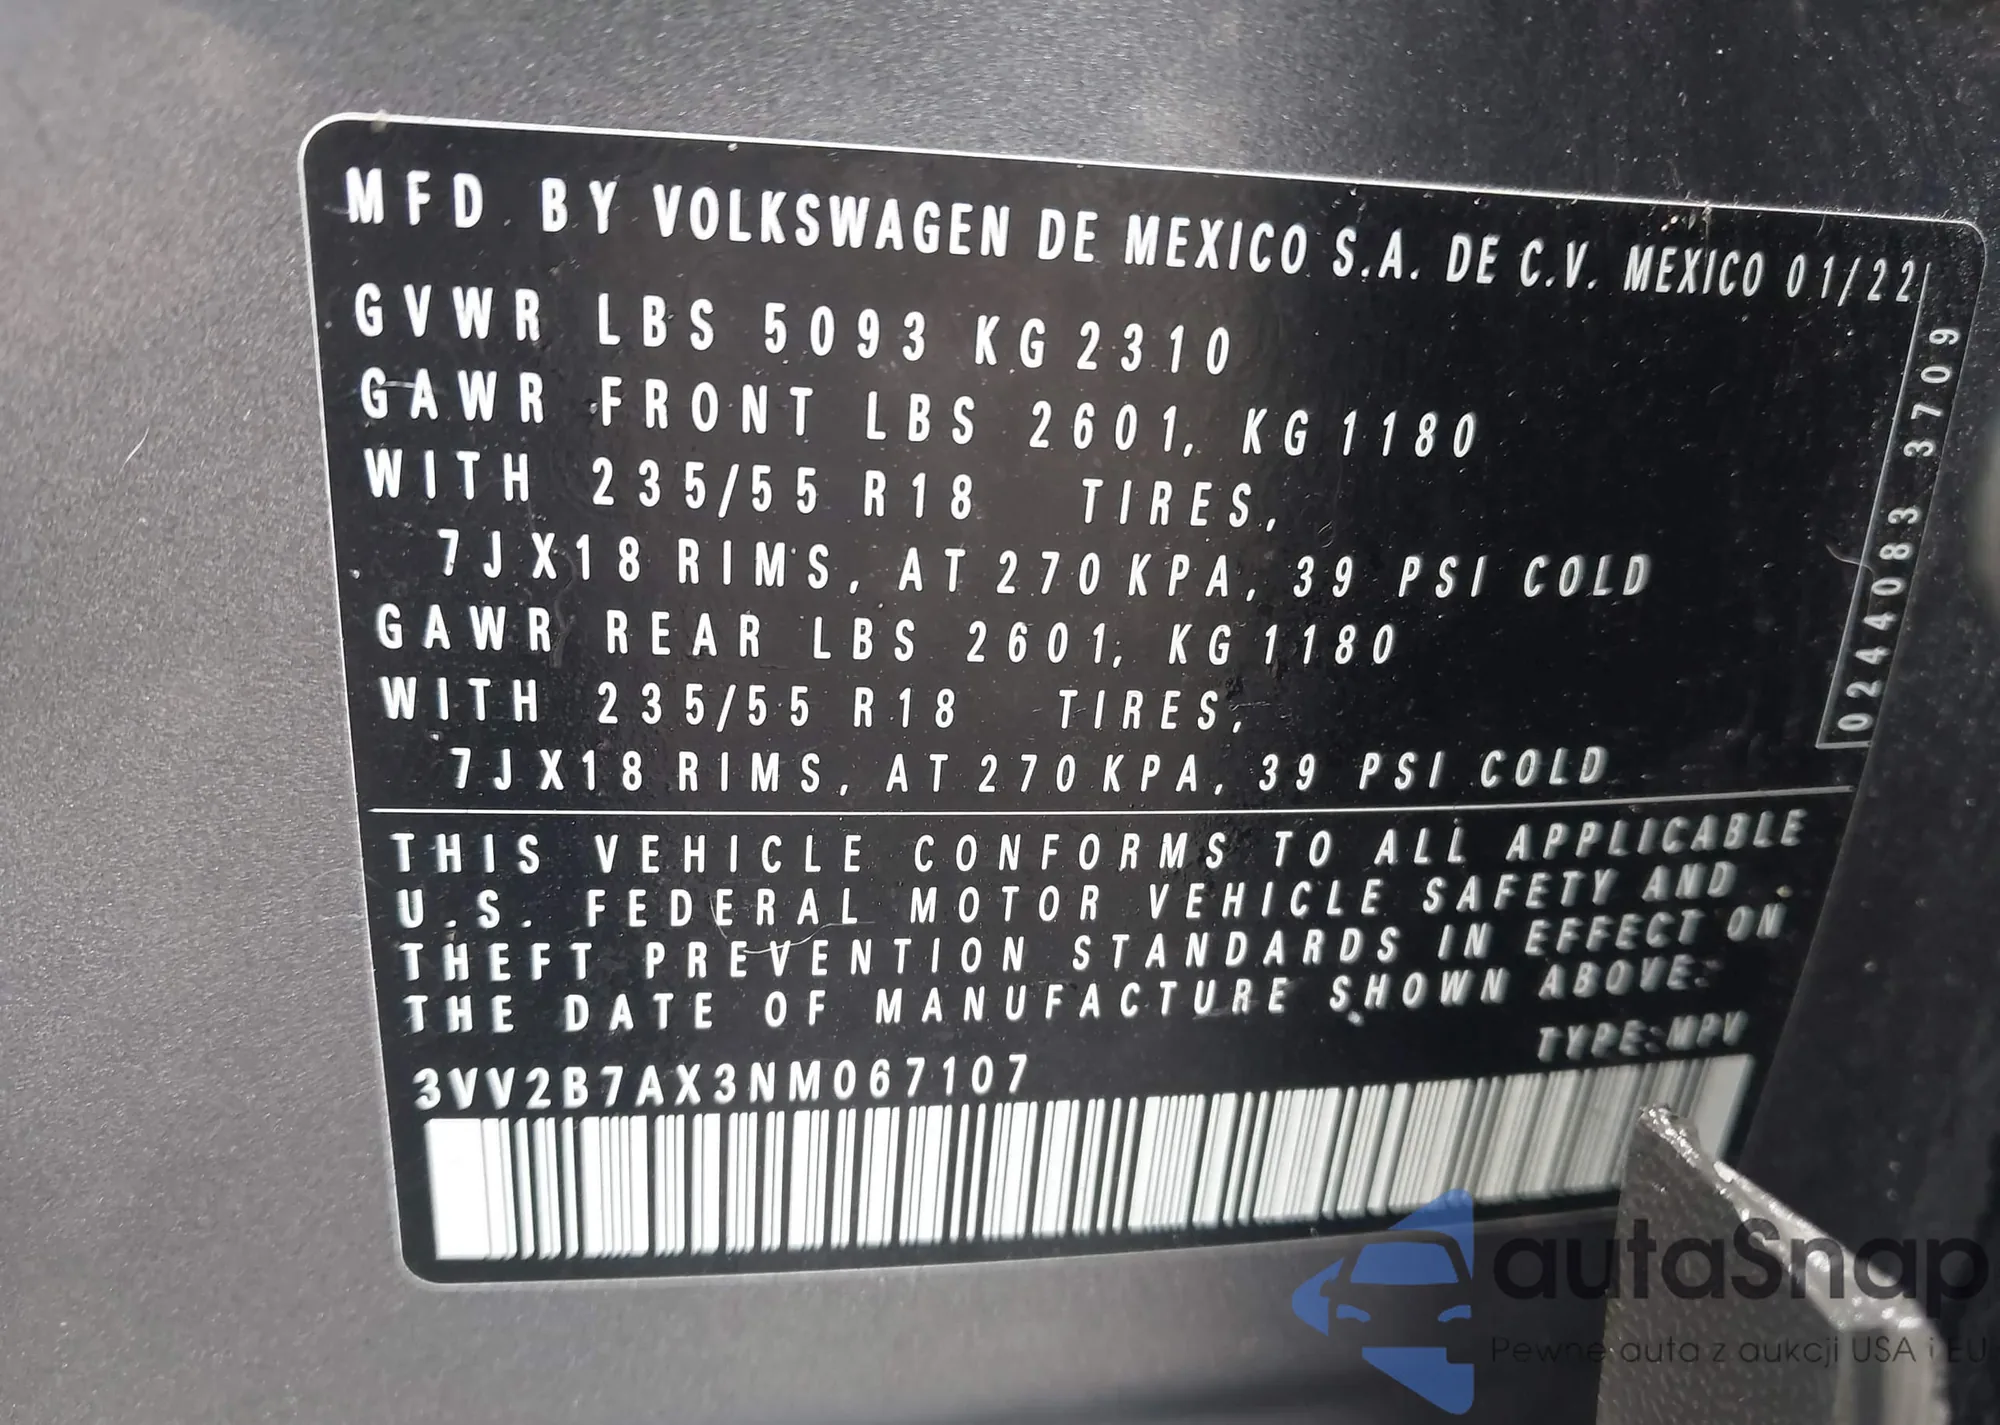 MFD BY VOLKSWAGEN DE MEXICO S.A. DE C.V. MEXICO 01/22
GVWR LBS 5093 KG 2310
GAWR FRONT LBS 2601, KG 1180
WITH 235/55 R18 TIRES,
7JX18 RIMS, AT 270 KPA, 39 PSI COLD
GAWR REAR LBS 2601, KG 1180
WITH 235/55 R18 TIRES,
7JX18 RIMS, AT 270 KPA, 39 PSI COLD
0244083 3709
THIS VEHICLE CONFORMS TO ALL APPLICABLE
U.S. FEDERAL MOTOR VEHICLE SAFETY AND
THEFT PREVENTION STANDARDS IN EFFECT ON
THE DATE OF MANUFACTURE SHOWN ABOVE.
TYPE: MPV
3VV2B7AX3NM067107
autaSnap
Pewne auta z aukcji USA i EU